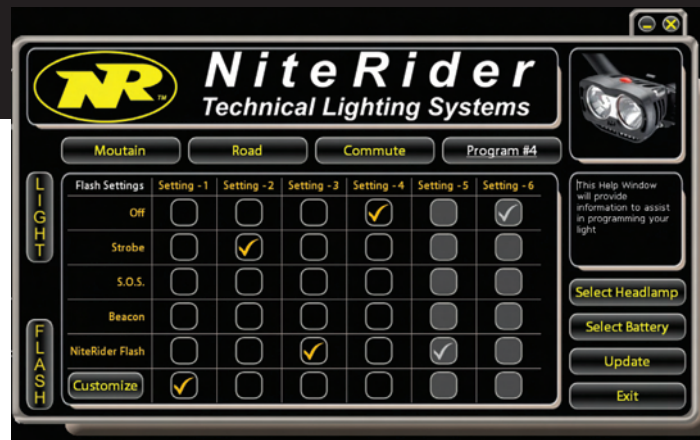 NR TM
NiteRider
Technical Lighting Systems
Moutain Road Commute Program #4
LIGHT
FLASH
Flash Settings Setting - 1 Setting - 2 Setting - 3 Setting - 4 Setting - 5 Setting - 6
Off
Strobe
S.O.S.
Beacon
NiteRider Flash
Customize
This Help Window
will provide
information to assist
in programming your
light
Select Headlamp
Select Battery
Update
Exit